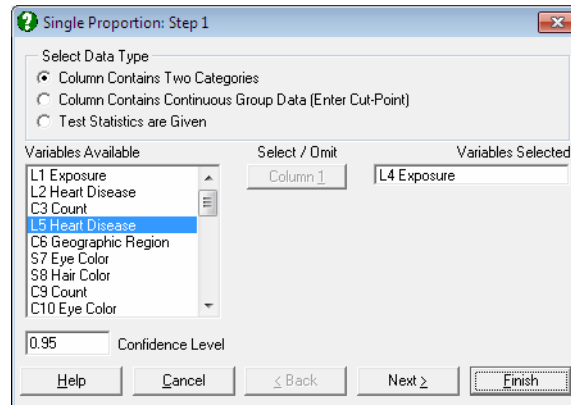 Single Proportion: Step 1
Select Data Type
Column Contains Two Categories
Column Contains Continuous Group Data (Enter Cut-Point)
Test Statistics are Given
Variables Available
Select / Omit
Variables Selected
L1 Exposure
L2 Heart Disease
C3 Count
L5 Heart Disease
C6 Geographic Region
S7 Eye Color
S8 Hair Color
C9 Count
C10 Eye Color
Column 1
L4 Exposure
0.95 Confidence Level
Help Cancel < Back Next > Finish